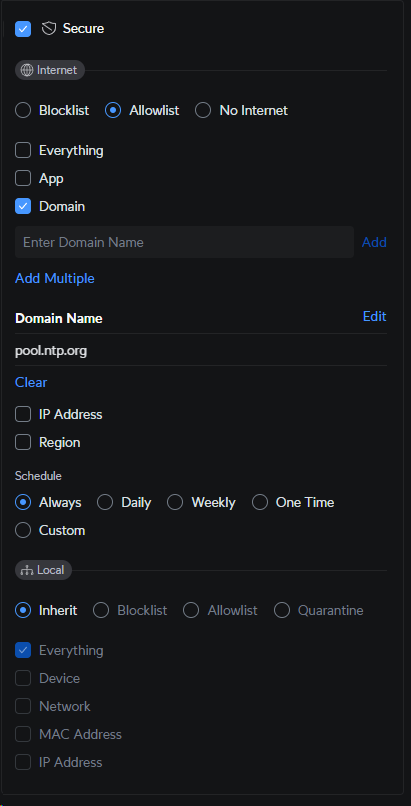 Secure
Internet
Blocklist Allowlist No Internet
Everything
App
Domain
Enter Domain Name Add
Add Multiple
Domain Name Edit
pool.ntp.org
Clear
IP Address
Region
Schedule
Always Daily Weekly One Time
Custom
Local
Inherit Blocklist Allowlist Quarantine
Everything
Device
Network
MAC Address
IP Address